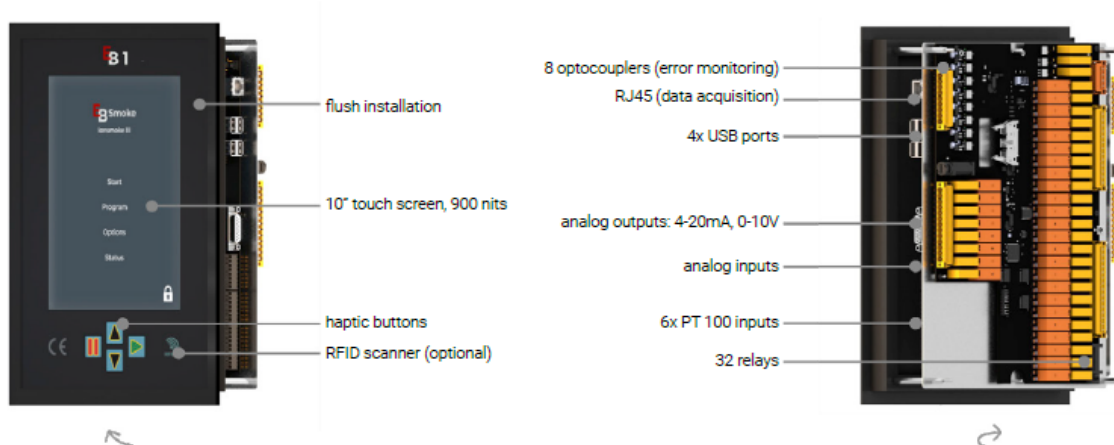 EB1
EB Smoke
Start
Program
Options
Status
CE
flush installation
10" touch screen, 900 nits
haptic buttons
RFID scanner (optional)
8 optocouplers (error monitoring)
RJ45 (data acquisition)
4x USB ports
analog outputs: 4-20mA, 0-10V
analog inputs
6x PT 100 inputs
32 relays